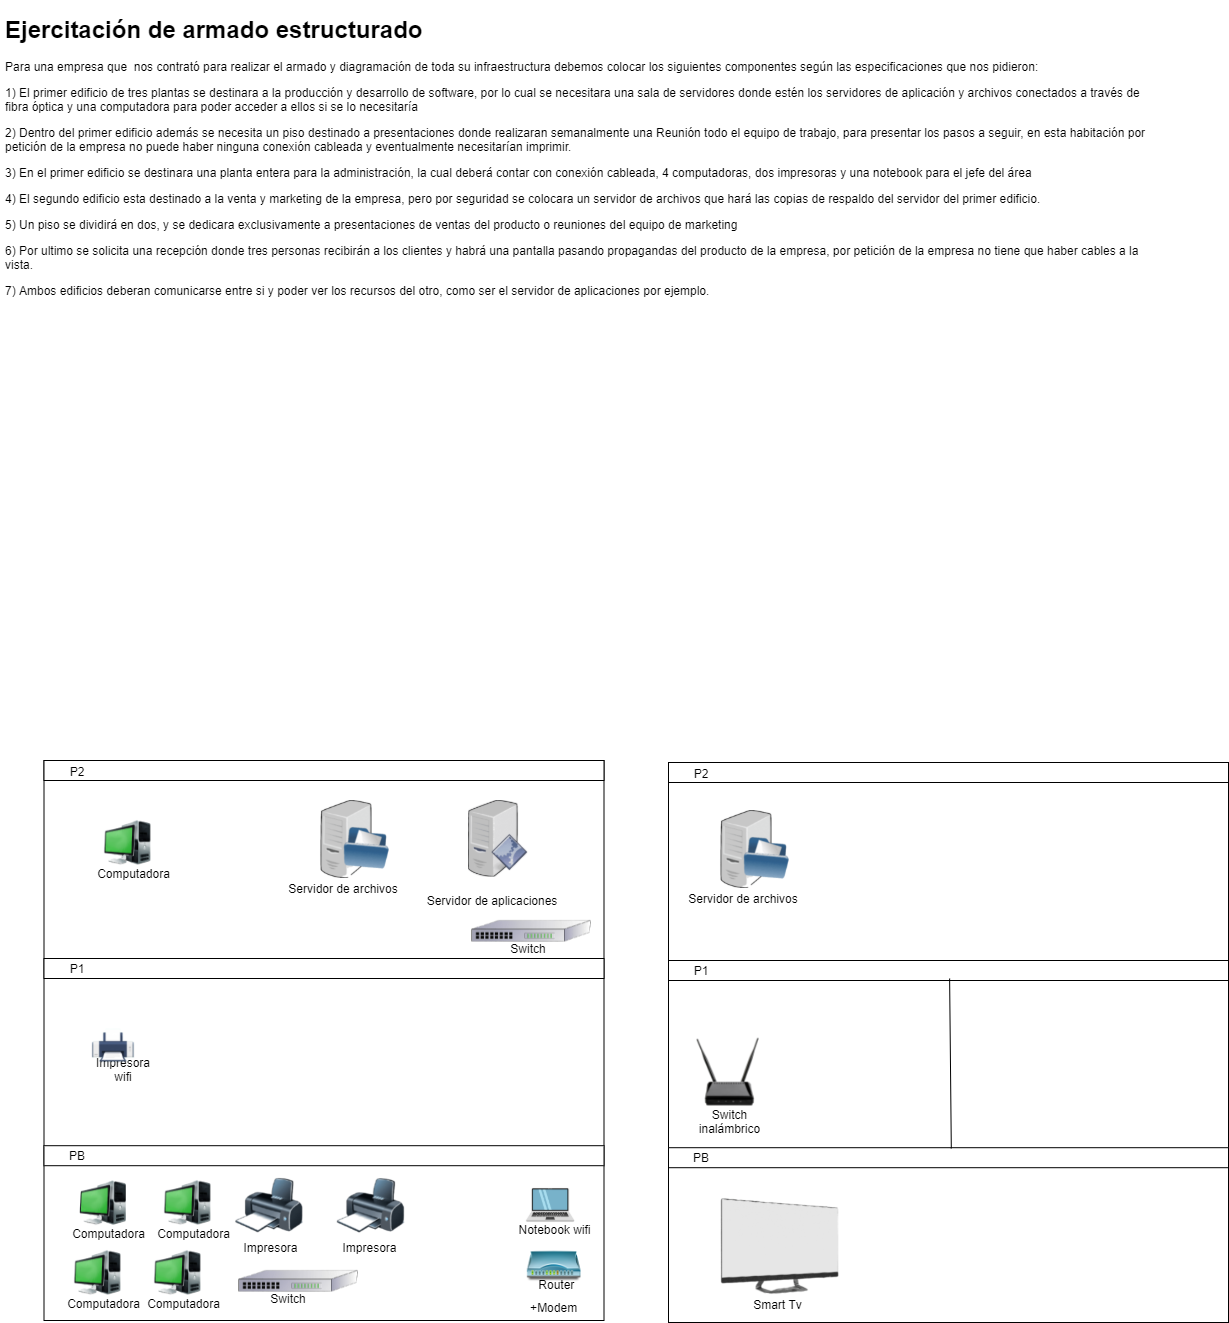 Ejercitación de armado estructurado
Para una empresa que  nos contrató para realizar el armado y diagramación de toda su infraestructura debemos colocar los siguientes componentes según las especificaciones que nos pidieron:
1) El primer edificio de tres plantas se destinara a la producción y desarrollo de software, por lo cual se necesitara una sala de servidores donde estén los servidores de aplicación y archivos conectados a través de
fibra óptica y una computadora para poder acceder a ellos si se lo necesitaría
2) Dentro del primer edificio además se necesita un piso destinado a presentaciones donde realizaran semanalmente una Reunión todo el equipo de trabajo, para presentar los pasos a seguir, en esta habitación por
petición de la empresa no puede haber ninguna conexión cableada y eventualmente necesitarían imprimir.
3) En el primer edificio se destinara una planta entera para la administración, la cual deberá contar con conexión cableada, 4 computadoras, dos impresoras y una notebook para el jefe del área
4) El segundo edificio esta destinado a la venta y marketing de la empresa, pero por seguridad se colocara un servidor de archivos que hará las copias de respaldo del servidor del primer edificio.
5) Un piso se dividirá en dos, y se dedicara exclusivamente a presentaciones de ventas del producto o reuniones del equipo de marketing
6) Por ultimo se solicita una recepción donde tres personas recibirán a los clientes y habrá una pantalla pasando propagandas del producto de la empresa, por petición de la empresa no tiene que haber cables a la
vista.
7) Ambos edificios deberan comunicarse entre si y poder ver los recursos del otro, como ser el servidor de aplicaciones por ejemplo.
P2
Computadora
Servidor de archivos
Servidor de aplicaciones
Switch
P1
Impresora
wifi
PB
Computadora
Computadora
Impresora
Impresora
Notebook wifi
Computadora
Computadora
Switch
Router
+Modem
P2
Servidor de archivos
P1
Switch
inalámbrico
PB
Smart Tv